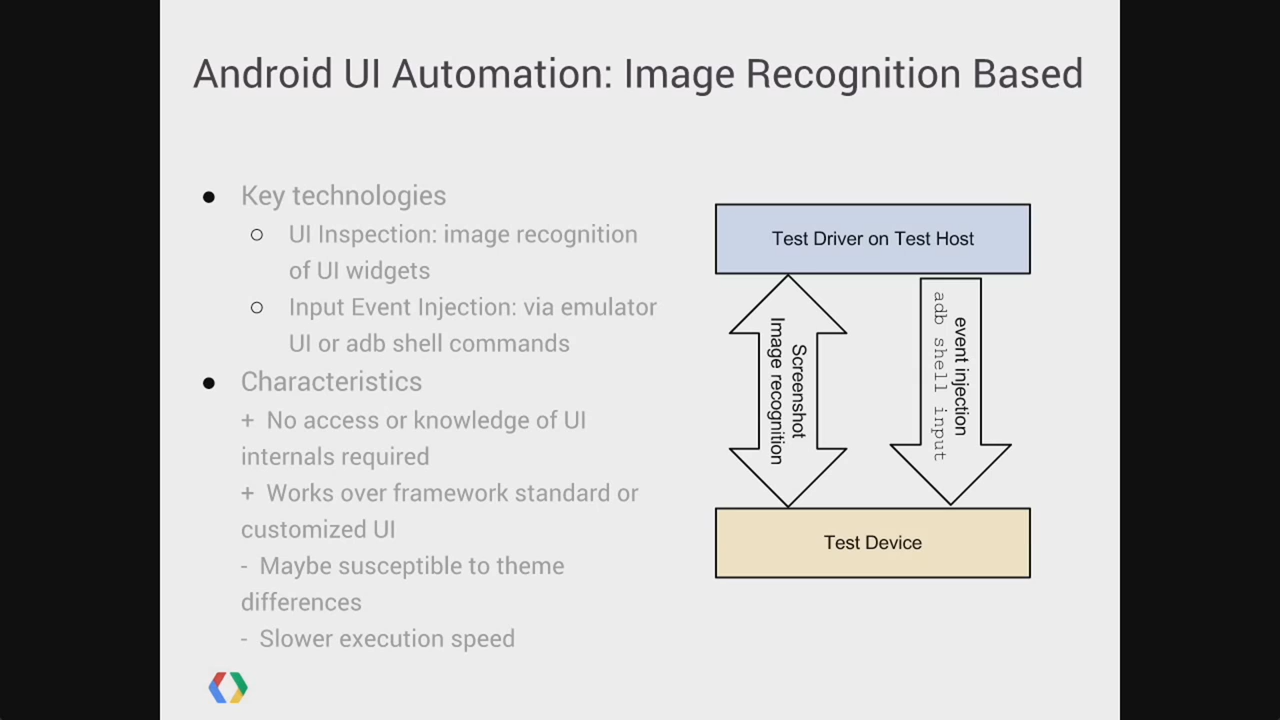 Android UI Automation: Image Recognition Based
● Key technologies
○ UI Inspection: image recognition
of UI widgets
○ Input Event Injection: via emulator
UI or adb shell commands
● Characteristics
+ No access or knowledge of UI
internals required
+ Works over framework standard or
customized UI
- Maybe susceptible to theme
differences
- Slower execution speed
Test Driver on Test Host
Screenshot
Image recognition
event injection
adb shell input
Test Device